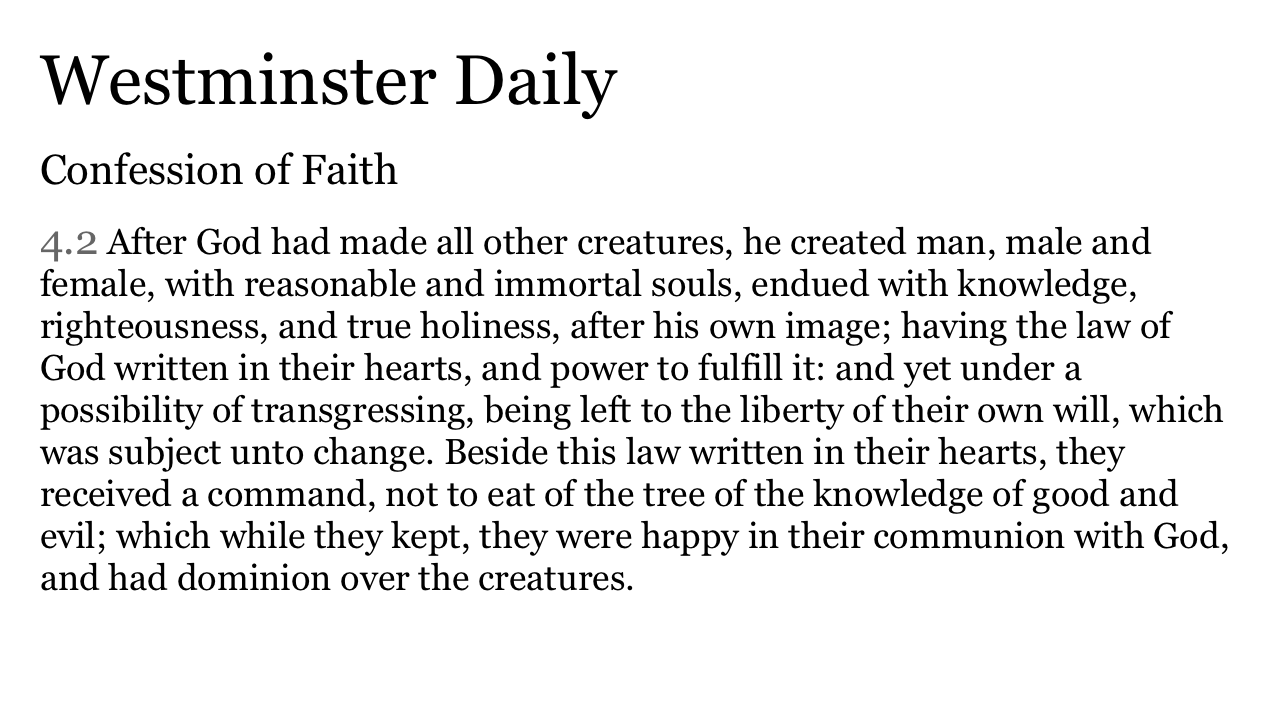 Westminster Daily
Confession of Faith
4.2 After God had made all other creatures, he created man, male and
female, with reasonable and immortal souls, endued with knowledge,
righteousness, and true holiness, after his own image; having the law of
God written in their hearts, and power to fulfill it: and yet under a
possibility of transgressing, being left to the liberty of their own will, which
was subject unto change. Beside this law written in their hearts, they
received a command, not to eat of the tree of the knowledge of good and
evil; which while they kept, they were happy in their communion with God,
and had dominion over the creatures.